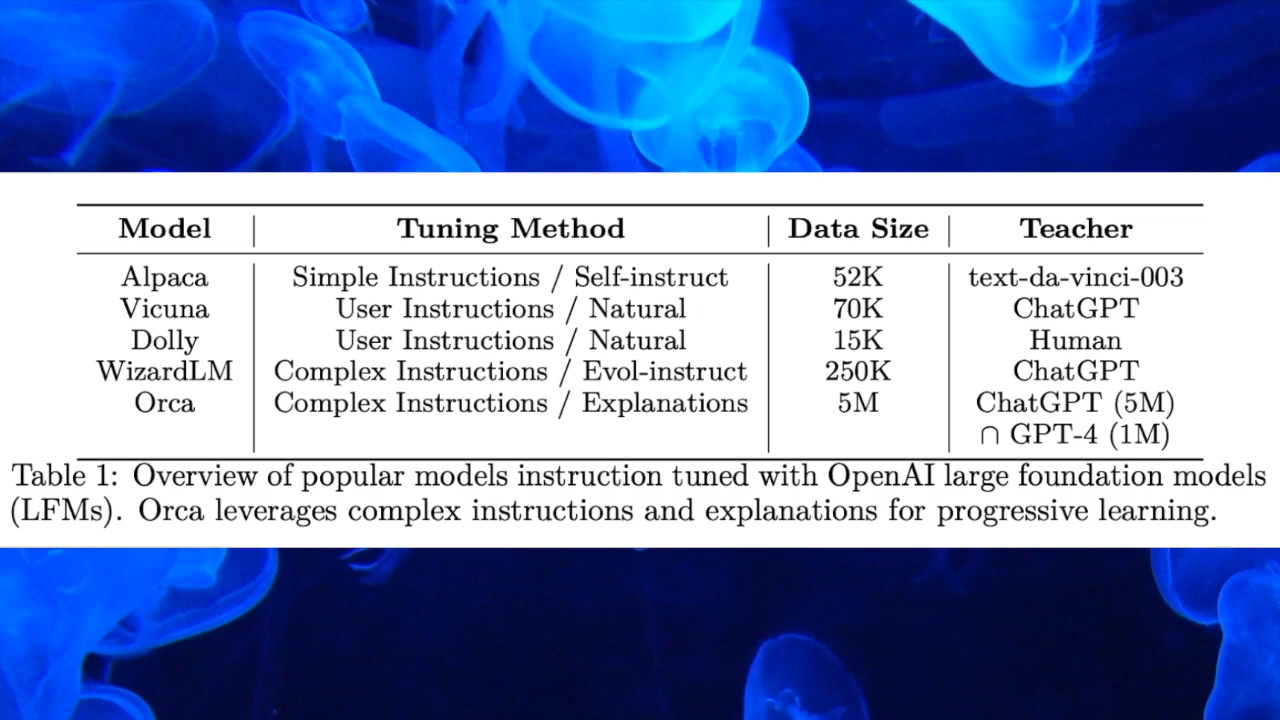 Model Tuning Method Data Size Teacher
Alpaca Simple Instructions / Self-instruct 52K text-da-vinci-003
Vicuna User Instructions / Natural 70K ChatGPT
Dolly User Instructions / Natural 15K Human
WizardLM Complex Instructions / Evol-instruct 250K ChatGPT
Orca Complex Instructions / Explanations 5M ChatGPT (5M)
∩ GPT-4 (1M)
Table 1: Overview of popular models instruction tuned with OpenAI large foundation models
(LFMs). Orca leverages complex instructions and explanations for progressive learning.